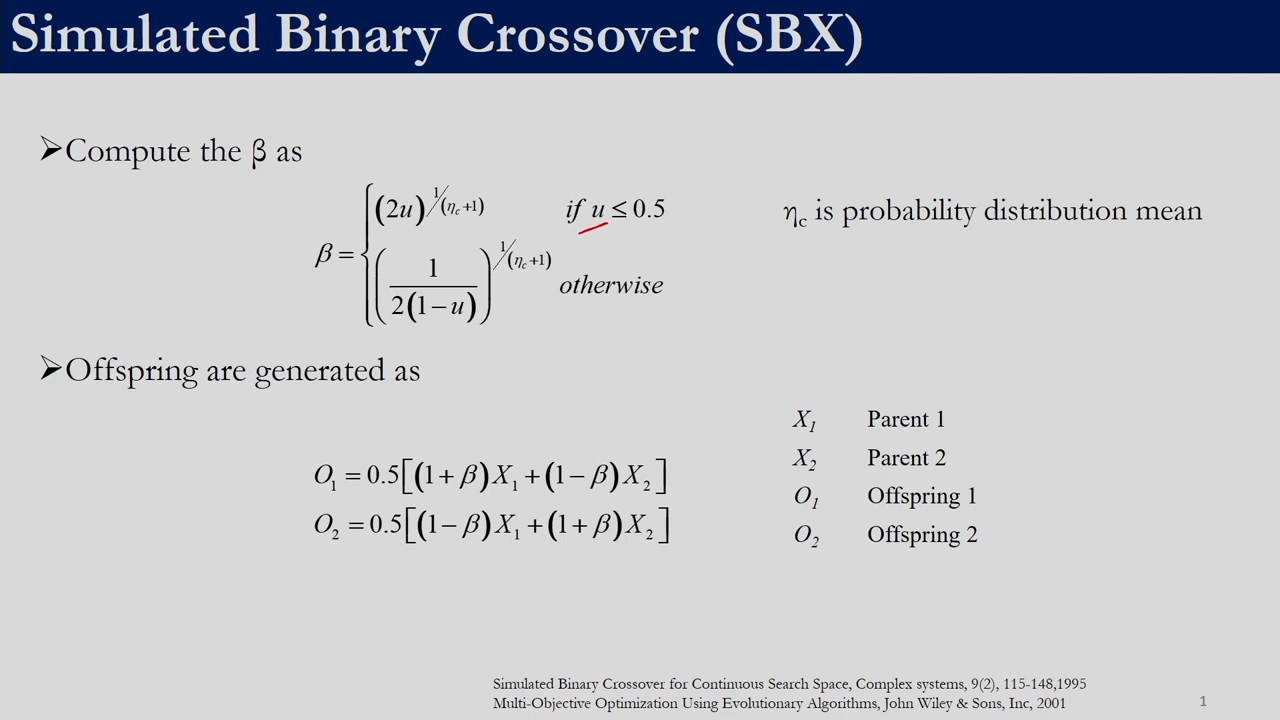 Simulated Binary Crossover (SBX)
➤Compute the β as
β = { (2u)^{1/(η_c+1)} if u ≤ 0.5
(1 / 2(1−u))^{1/(η_c+1)} otherwise
η_c is probability distribution mean
➤Offspring are generated as
O_1 = 0.5[(1+β)X_1 + (1−β)X_2]
O_2 = 0.5[(1−β)X_1 + (1+β)X_2]
X_1 Parent 1
X_2 Parent 2
O_1 Offspring 1
O_2 Offspring 2
Simulated Binary Crossover for Continuous Search Space, Complex systems, 9(2), 115-148,1995
Multi-Objective Optimization Using Evolutionary Algorithms, John Wiley & Sons, Inc, 2001
1